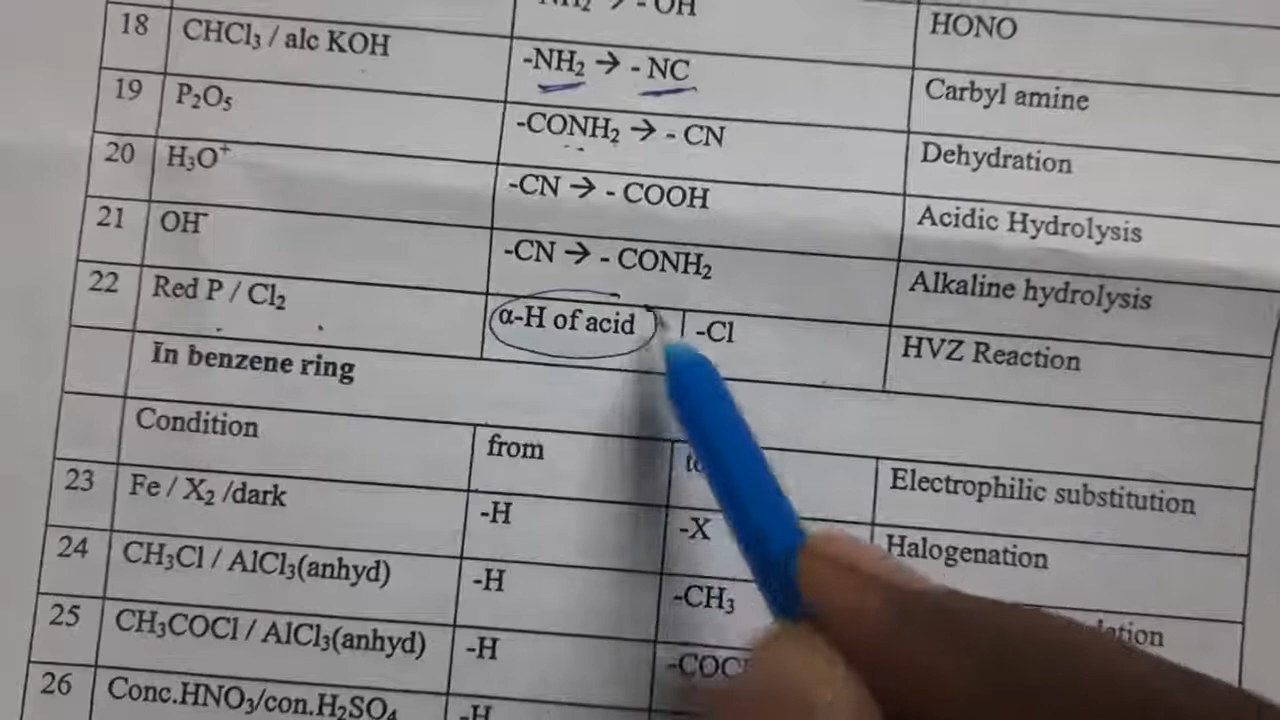 -NH₂ → - OH HONO
18 CHCl₃ / alc KOH -NH₂ → - NC Carbyl amine
19 P₂O₅ -CONH₂ → - CN Dehydration
20 H₃O⁺ -CN → - COOH Acidic Hydrolysis
21 OH⁻ -CN → - CONH₂ Alkaline hydrolysis
22 Red P / Cl₂ α-H of acid -Cl HVZ Reaction
In benzene ring
Condition from Electrophilic substitution
23 Fe / X₂ /dark -H -X Halogenation
24 CH₃Cl / AlCl₃(anhyd) -H -CH₃
25 CH₃COCl / AlCl₃(anhyd) -H
26 Conc.HNO₃/con.H₂SO₄ -H